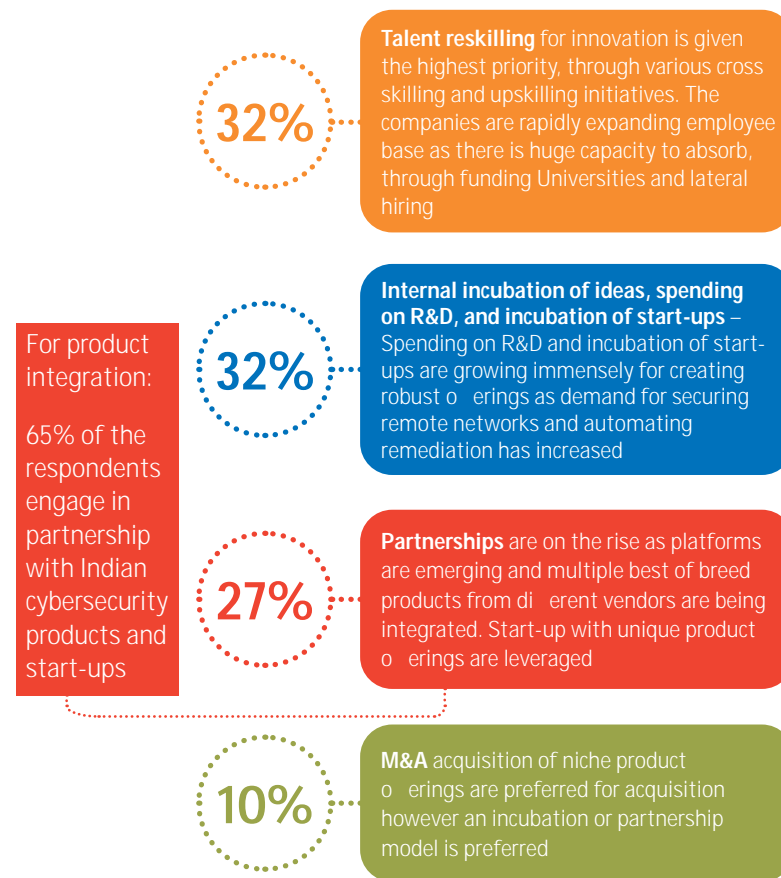 32%
Talent reskilling for innovation is given
the highest priority, through various cross
skilling and upskilling initiatives. The
companies are rapidly expanding employee
base as there is huge capacity to absorb,
through funding Universities and lateral
hiring
32%
Internal incubation of ideas, spending
on R&D, and incubation of start-ups –
Spending on R&D and incubation of start-
ups are growing immensely for creating
robust o erings as demand for securing
remote networks and automating
remediation has increased
For product
integration:
65% of the
respondents
engage in
partnership
with Indian
cybersecurity
products and
start-ups
27%
Partnerships are on the rise as platforms
are emerging and multiple best of breed
products from di erent vendors are being
integrated. Start-up with unique product
o erings are leveraged
10%
M&A acquisition of niche product
o erings are preferred for acquisition
however an incubation or partnership
model is preferred